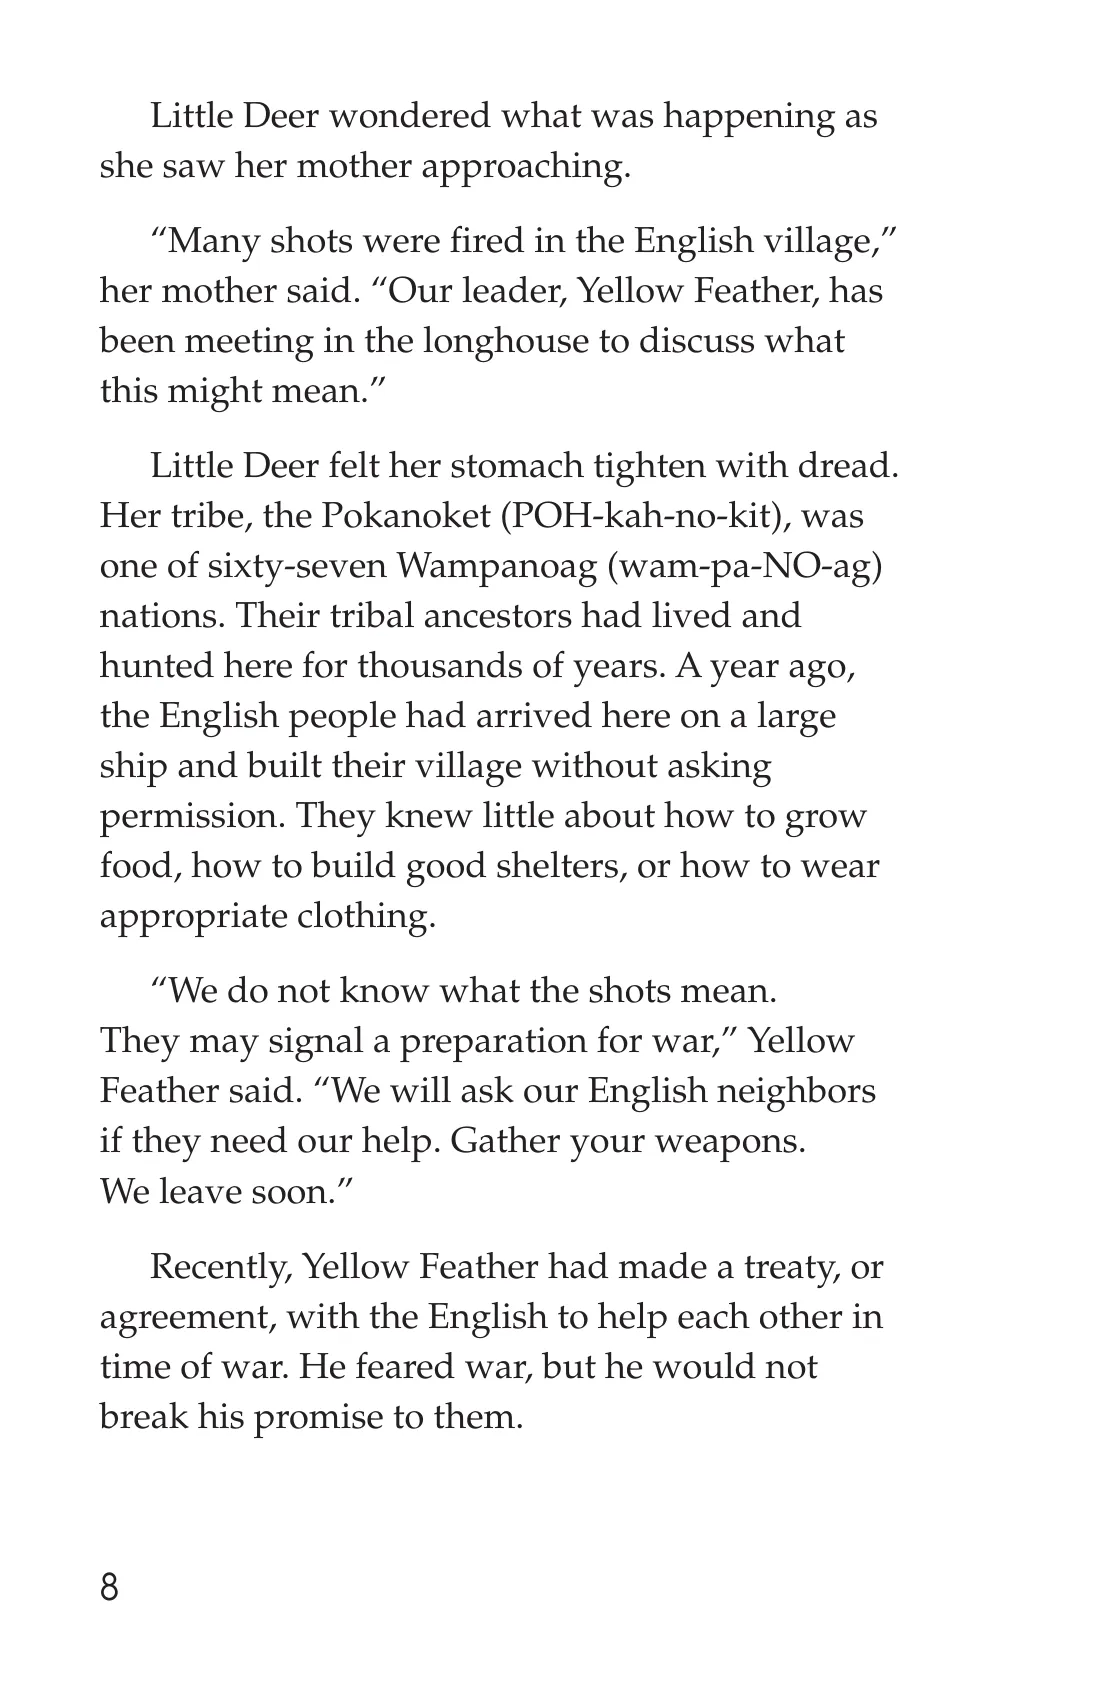 Little Deer wondered what was happening as
she saw her mother approaching.
“Many shots were fired in the English village,”
her mother said. “Our leader, Yellow Feather, has
been meeting in the longhouse to discuss what
this might mean.”
Little Deer felt her stomach tighten with dread.
Her tribe, the Pokanoket (POH-kah-no-kit), was
one of sixty-seven Wampanoag (wam-pa-NO-ag)
nations. Their tribal ancestors had lived and
hunted here for thousands of years. A year ago,
the English people had arrived here on a large
ship and built their village without asking
permission. They knew little about how to grow
food, how to build good shelters, or how to wear
appropriate clothing.
“We do not know what the shots mean.
They may signal a preparation for war,” Yellow
Feather said. “We will ask our English neighbors
if they need our help. Gather your weapons.
We leave soon.”
Recently, Yellow Feather had made a treaty, or
agreement, with the English to help each other in
time of war. He feared war, but he would not
break his promise to them.
8